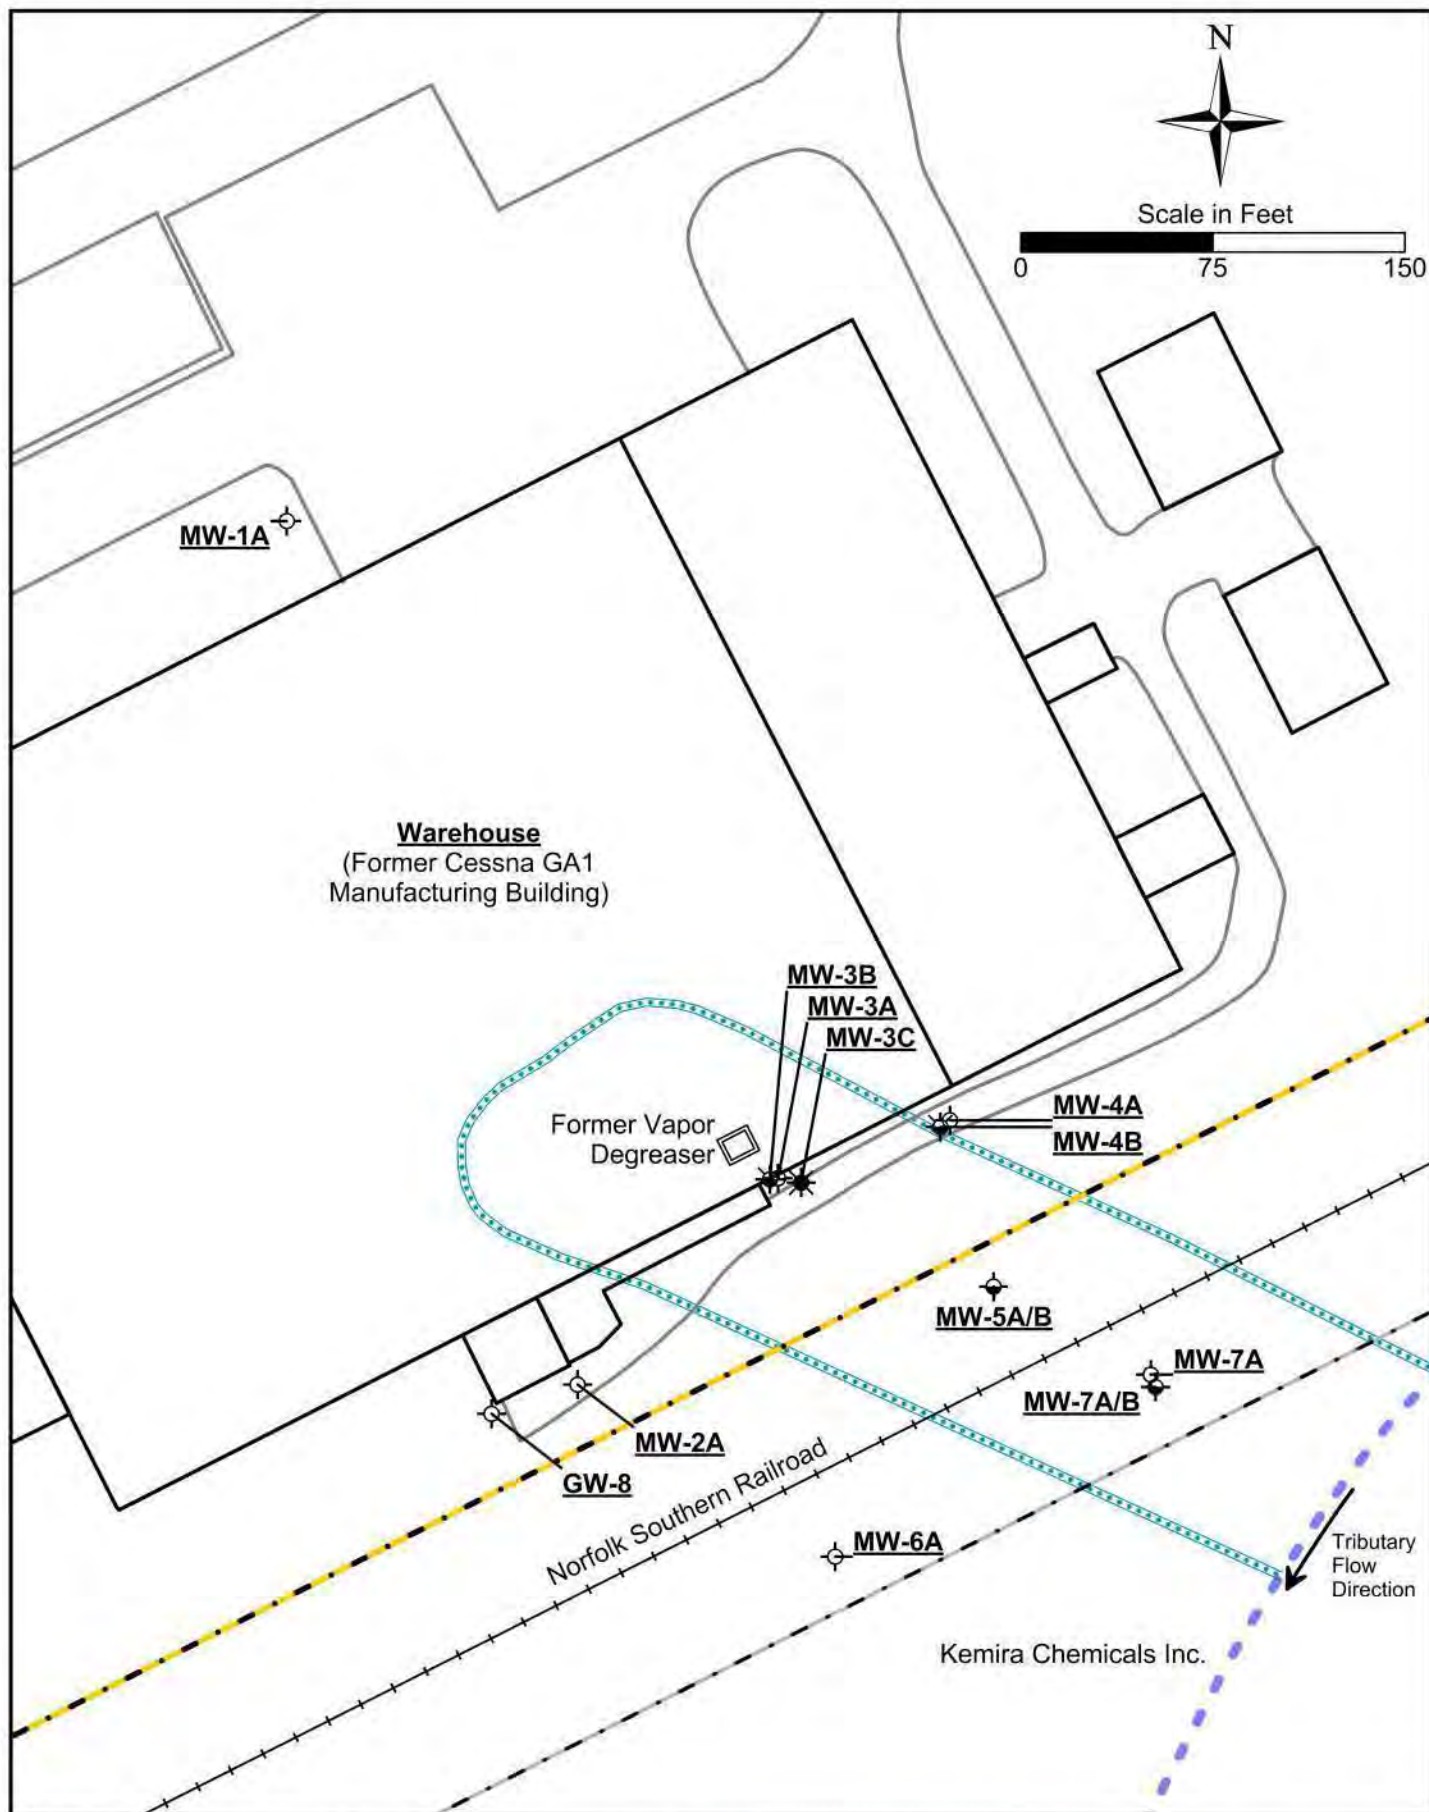 N
Scale in Feet
0 75 150
MW-1A
Warehouse
(Former Cessna GA1
Manufacturing Building)
MW-3B
MW-3A
MW-3C
Former Vapor
Degreaser
MW-4A
MW-4B
MW-5A/B
MW-7A
MW-7A/B
MW-2A
GW-8
Norfolk Southern Railroad
MW-6A
Tributary
Flow
Direction
Kemira Chemicals Inc.